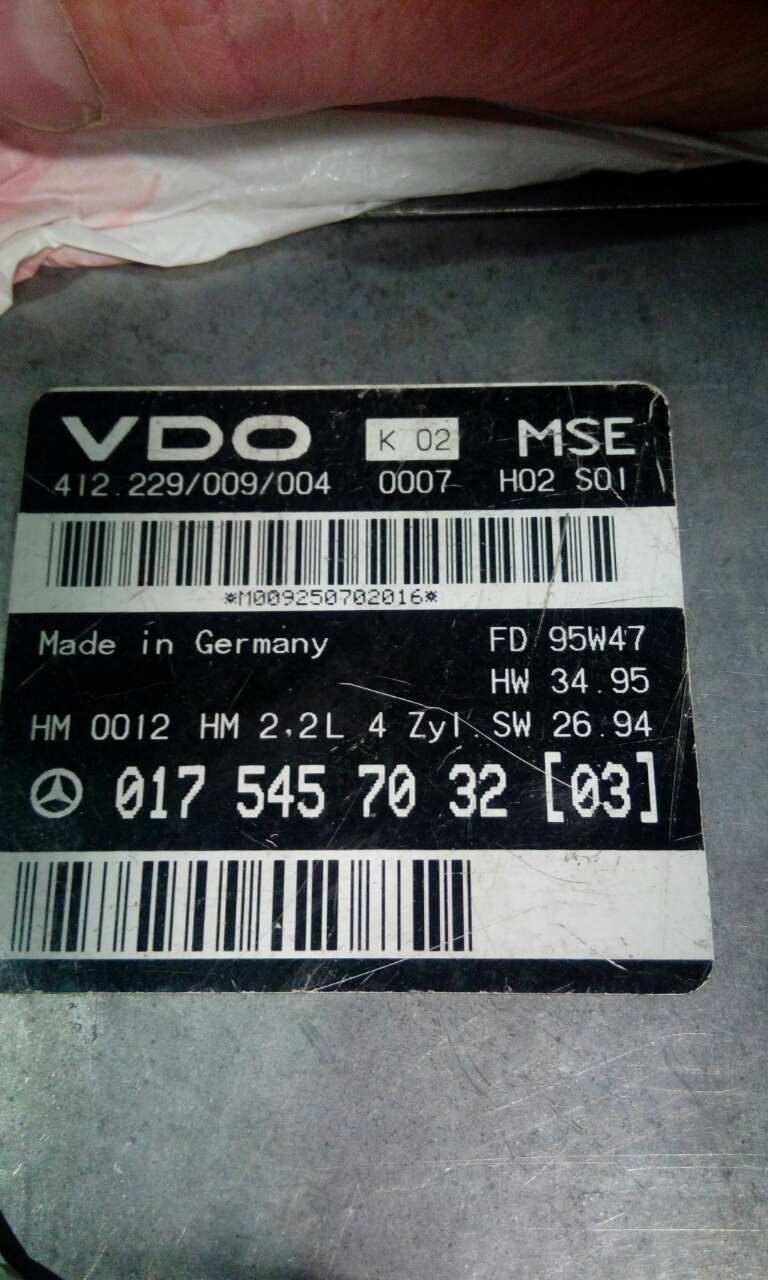 VDO K 02 MSE
412.229/009/004 0007 H02 S01
*M009250702016*
Made in Germany FD 95W47
HW 34.95
HM 0012 HM 2,2L 4 Zyl SW 26.94
017 545 70 32 [03]